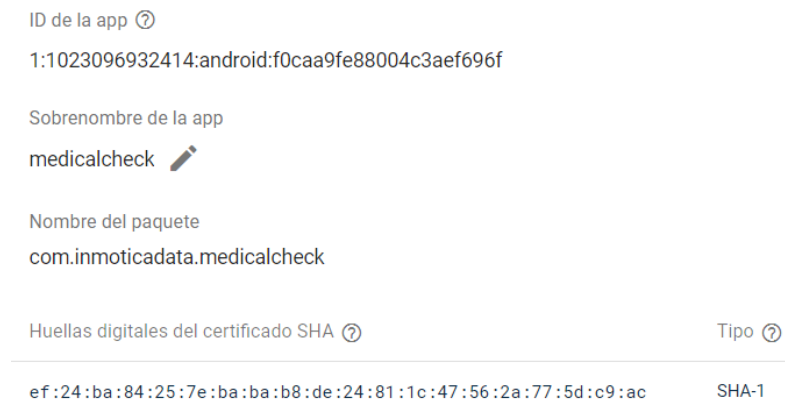 ID de la app
1:1023096932414:android:f0caa9fe88004c3aef696f
Sobrenombre de la app
medicalcheck
Nombre del paquete
com.inmoticadata.medicalcheck
Huellas digitales del certificado SHA Tipo
ef:24:ba:84:25:7e:ba:ba:b8:de:24:81:1c:47:56:2a:77:5d:c9:ac SHA-1